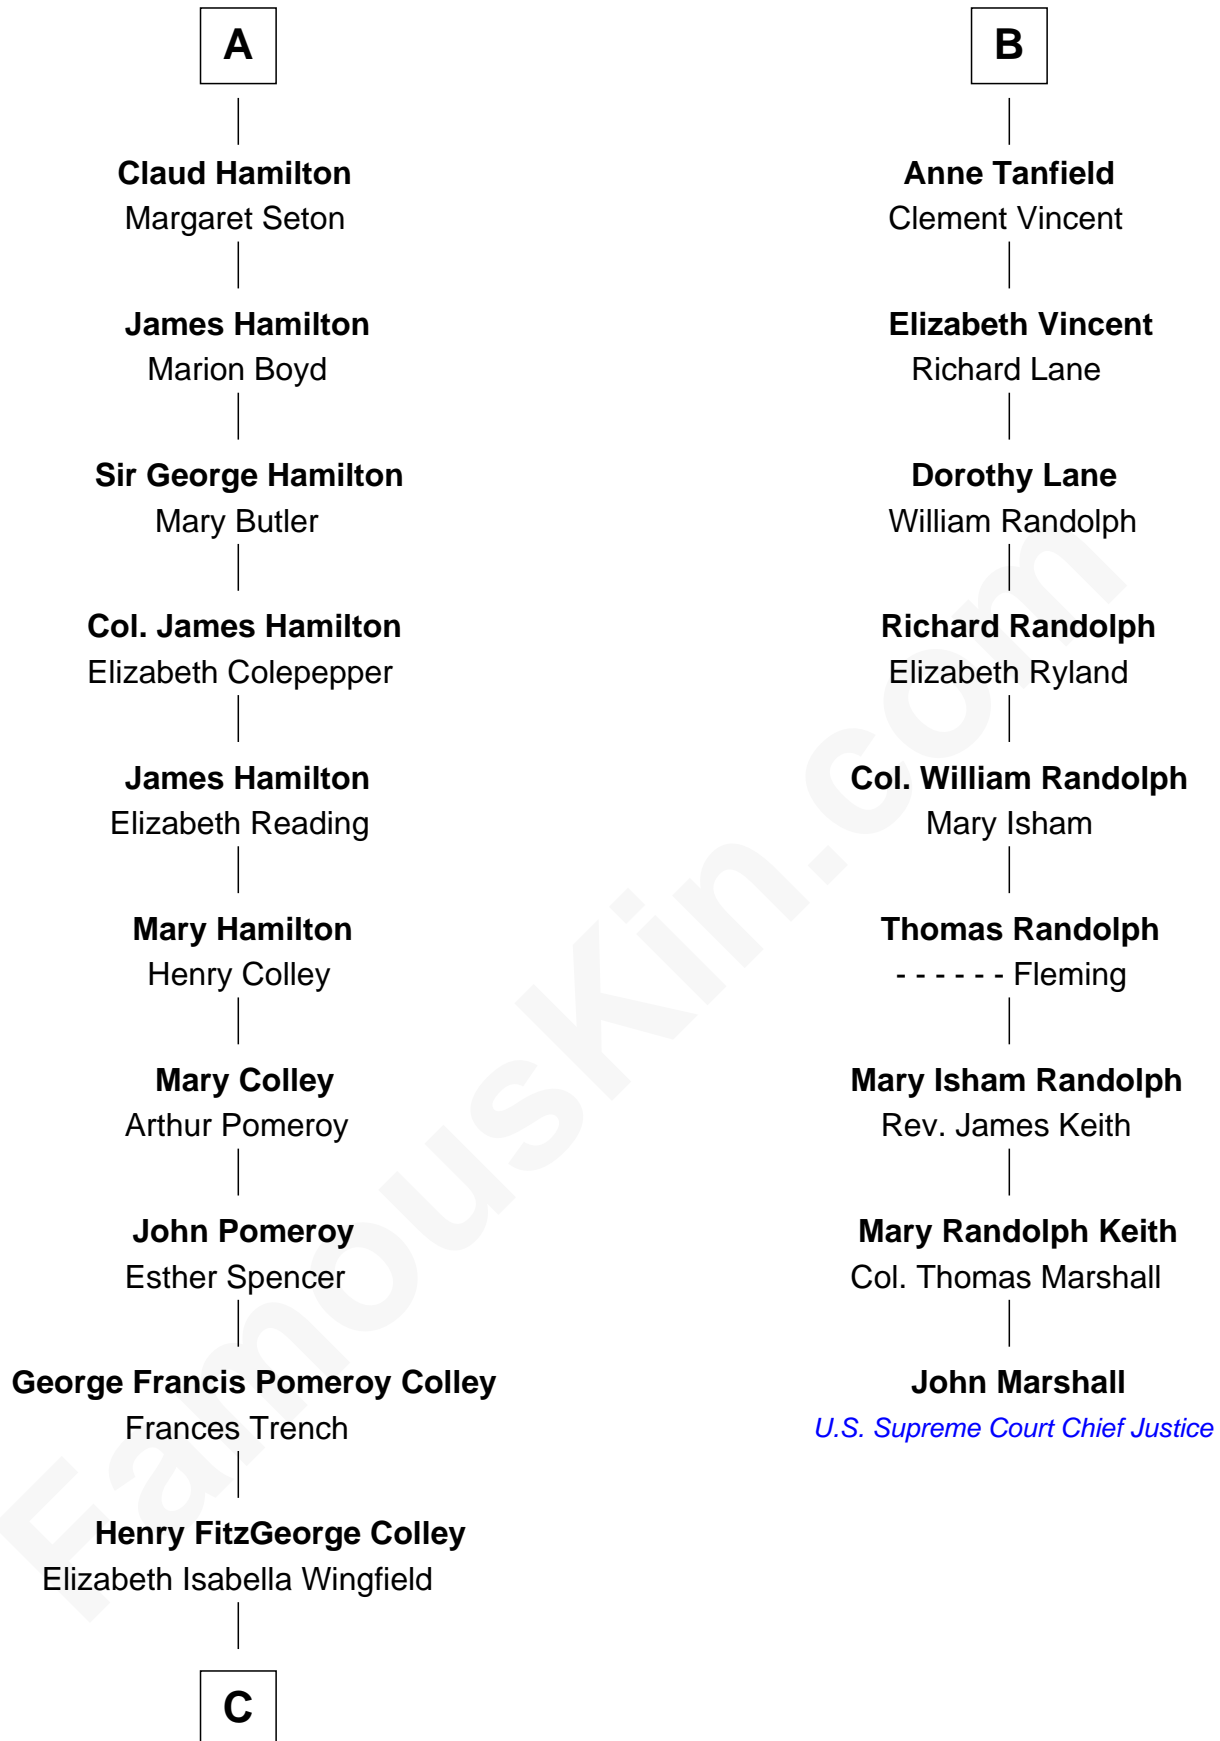 A
Claud Hamilton
Margaret Seton
James Hamilton
Marion Boyd
Sir George Hamilton
Mary Butler
Col. James Hamilton
Elizabeth Colepepper
James Hamilton
Elizabeth Reading
Mary Hamilton
Henry Colley
Mary Colley
Arthur Pomeroy
John Pomeroy
Esther Spencer
George Francis Pomeroy Colley
Frances Trench
Henry FitzGeorge Colley
Elizabeth Isabella Wingfield
C
B
Anne Tanfield
Clement Vincent
Elizabeth Vincent
Richard Lane
Dorothy Lane
William Randolph
Richard Randolph
Elizabeth Ryland
Col. William Randolph
Mary Isham
Thomas Randolph
- - - - - - Fleming
Mary Isham Randolph
Rev. James Keith
Mary Randolph Keith
Col. Thomas Marshall
John Marshall
U.S. Supreme Court Chief Justice
FamousKin.com